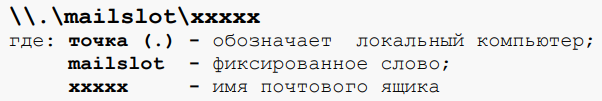 \\.\mailslot\xxxxx
где: точка (.) - обозначает локальный компьютер;
mailslot - фиксированное слово;
xxxxx - имя почтового ящика